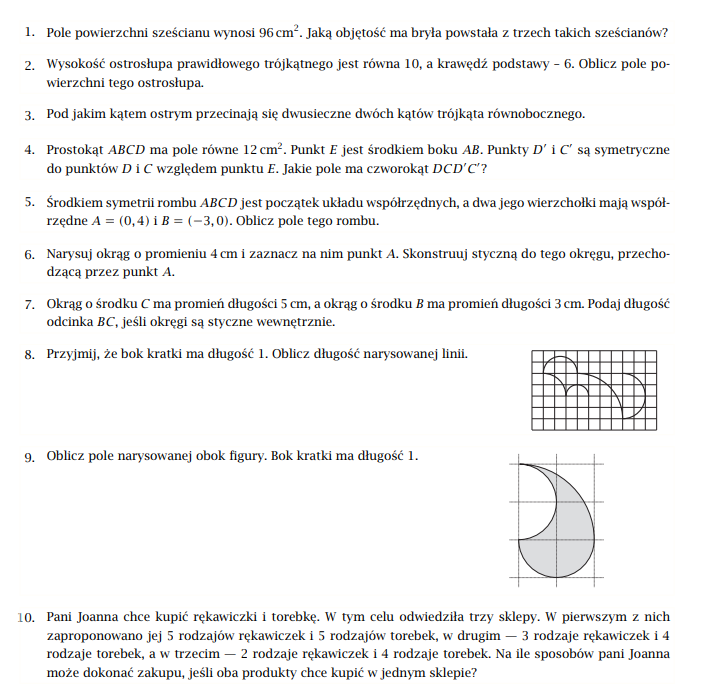 1. Pole powierzchni sześcianu wynosi 96 cm². Jaką objętość ma bryła powstała z trzech takich sześcianów?
2. Wysokość ostrosłupa prawidłowego trójkątnego jest równa 10, a krawędź podstawy – 6. Oblicz pole po-
wierzchni tego ostrosłupa.
3. Pod jakim kątem ostrym przecinają się dwusieczne dwóch kątów trójkąta równobocznego.
4. Prostokąt ABCD ma pole równe 12 cm². Punkt E jest środkiem boku AB. Punkty D′ i C′ są symetryczne
do punktów D i C względem punktu E. Jakie pole ma czworokąt DCD′C′?
5. Środkiem symetrii rombu ABCD jest początek układu współrzędnych, a dwa jego wierzchołki mają współ-
rzędne A = (0, 4) i B = (−3, 0). Oblicz pole tego rombu.
6. Narysuj okrąg o promieniu 4 cm i zaznacz na nim punkt A. Skonstruuj styczną do tego okręgu, przecho-
dzącą przez punkt A.
7. Okrąg o środku C ma promień długości 5 cm, a okrąg o środku B ma promień długości 3 cm. Podaj długość
odcinka BC, jeśli okręgi są styczne wewnętrznie.
8. Przyjmij, że bok kratki ma długość 1. Oblicz długość narysowanej linii.
9. Oblicz pole narysowanej obok figury. Bok kratki ma długość 1.
10. Pani Joanna chce kupić rękawiczki i torebkę. W tym celu odwiedziła trzy sklepy. W pierwszym z nich
zaproponowano jej 5 rodzajów rękawiczek i 5 rodzajów torebek, w drugim — 3 rodzaje rękawiczek i 4
rodzaje torebek, a w trzecim — 2 rodzaje rękawiczek i 4 rodzaje torebek. Na ile sposobów pani Joanna
może dokonać zakupu, jeśli oba produkty chce kupić w jednym sklepie?